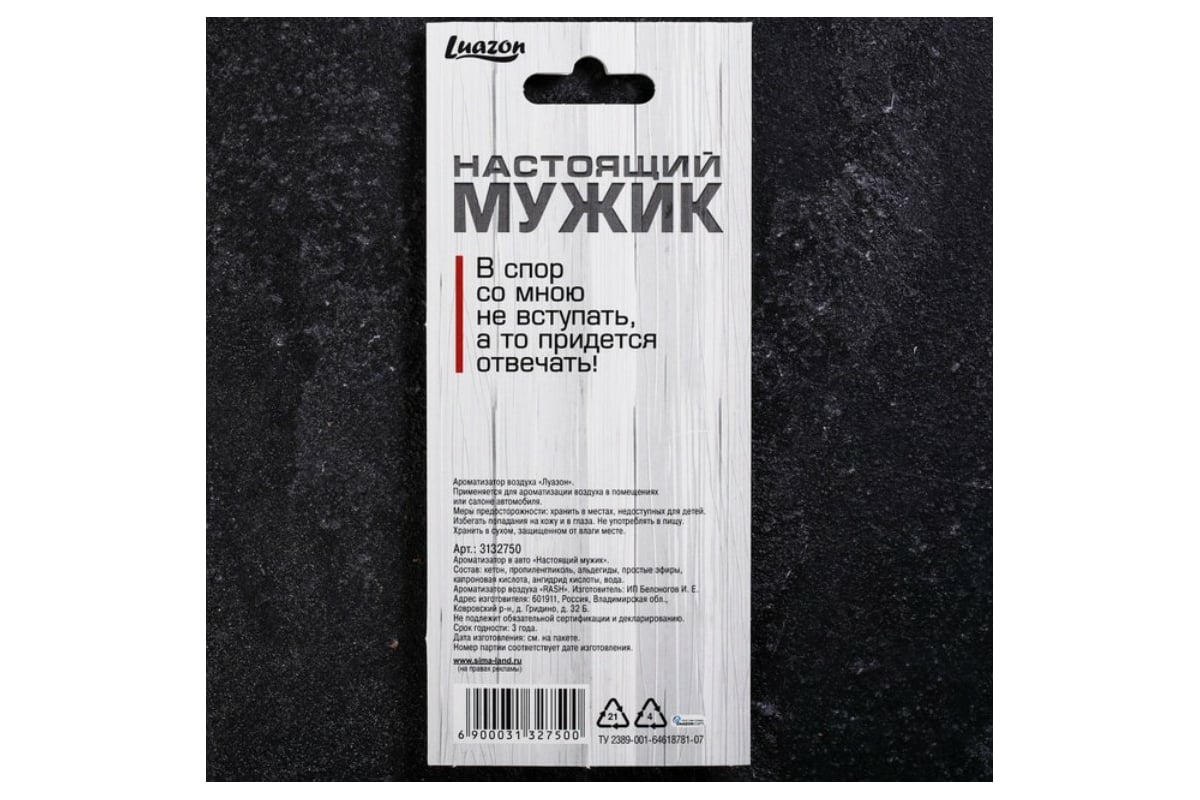 Luazon
НАСТОЯЩИЙ
МУЖИК
В спор
со мною
не вступать,
а то придется
отвечать!
Ароматизатор воздуха «Луазон».
Применяется для ароматизации воздуха в помещениях
или салоне автомобиля.
Меры предосторожности: хранить в местах, недоступных для детей.
Избегать попадания на кожу и в глаза. Не употреблять в пищу.
Хранить в сухом, защищенном от влаги месте.
Арт.: 3132750
Ароматизатор в авто «Настоящий мужик».
Состав: кетон, пропиленгликоль, альдегиды, простые эфиры,
капроновая кислота, ангидрид кислоты, вода.
Ароматизатор воздуха «RASH». Изготовитель: ИП Белоногов И. Е.
Адрес изготовителя: 601911, Россия, Владимирская обл.,
Ковровский р-н, д. Гридино, д. 32 Б.
Не подлежит обязательной сертификации и декларированию.
Срок годности: 3 года.
Дата изготовления: см. на пакете.
Номер партии соответствует дате изготовления.
www.sima-land.ru
(на правах рекламы)
21 4
6 900031 327500
ТУ 2389-001-64618781-07